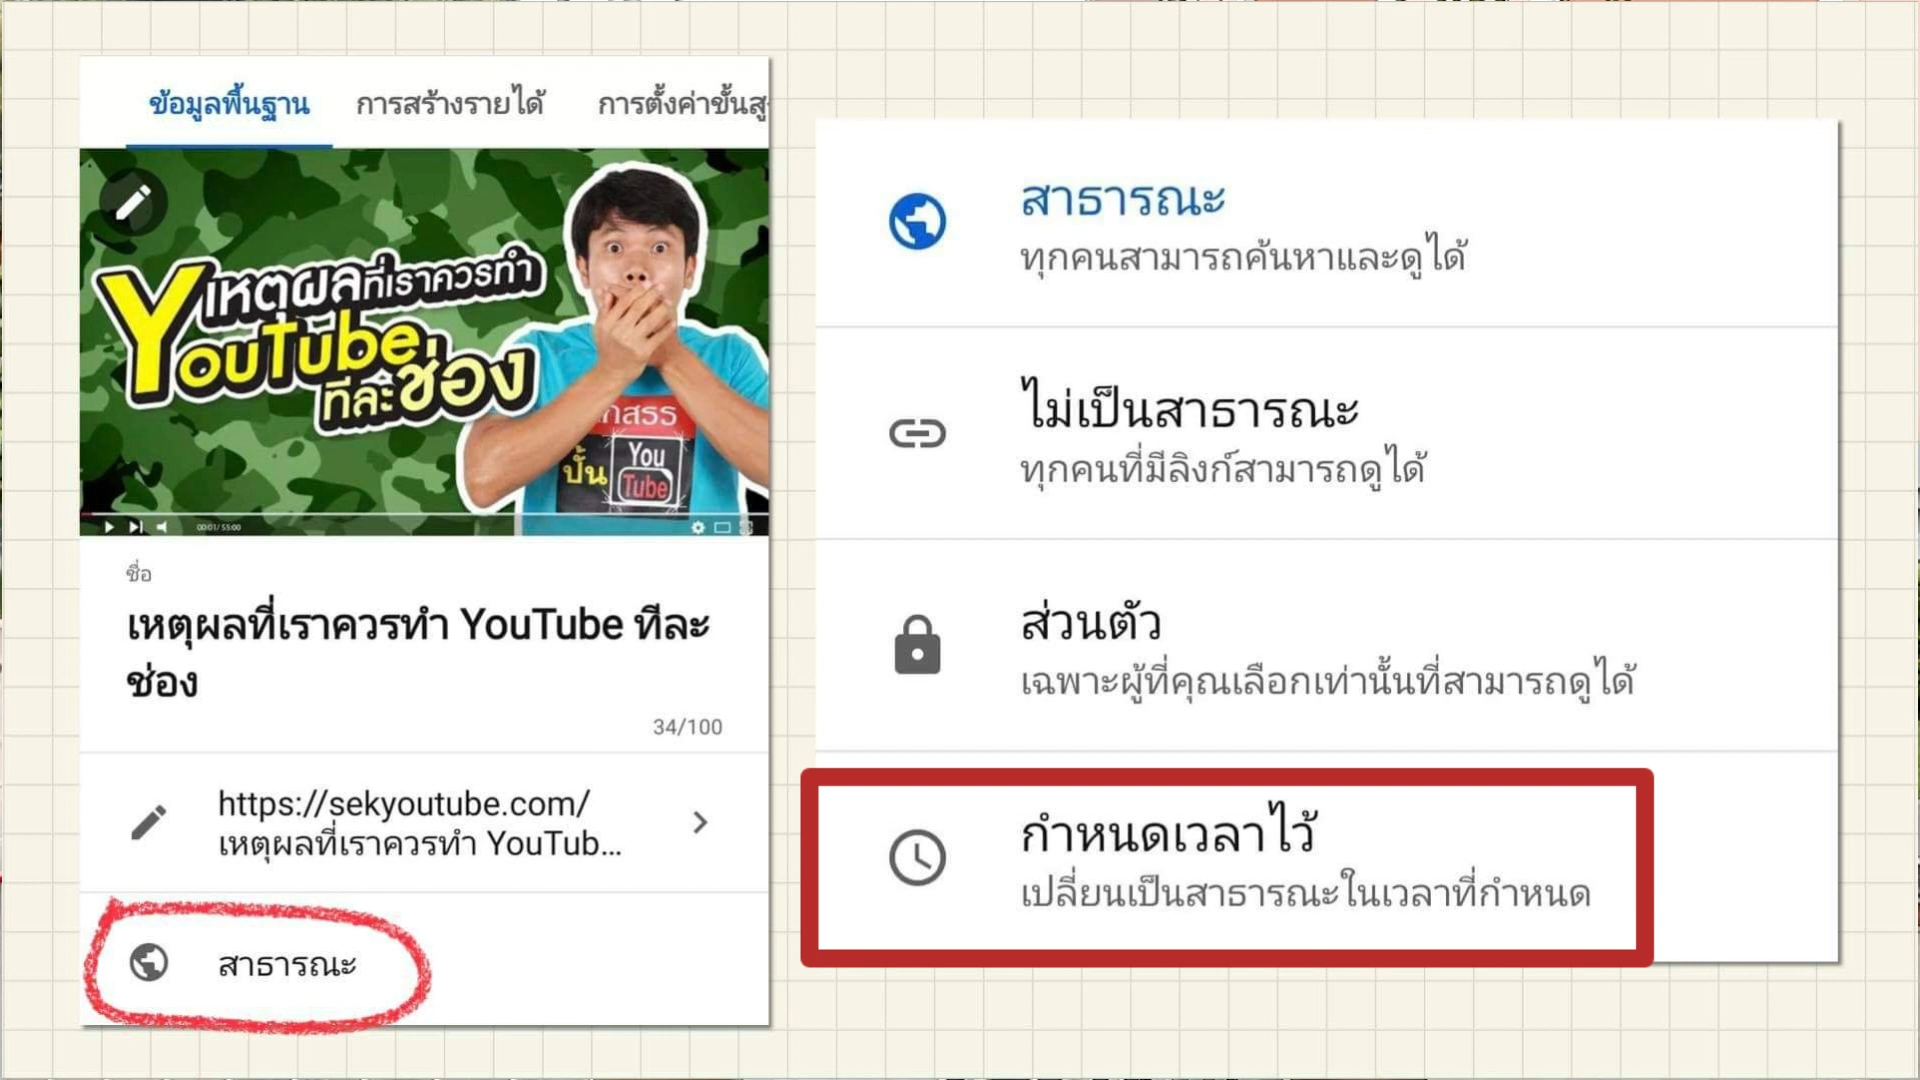 ข้อมูลพื้นฐาน
การสร้างรายได้
การตั้งค่าขั้นสู
เหตุผลที่เราควรทำ
YouTube
ทีละช่อง
กสรร
ปั้น
You
Tube
00:01/55:00
ชื่อ
เหตุผลที่เราควรทำ YouTube ทีละ
ช่อง
34/100
https://sekyoutube.com/
เหตุผลที่เราควรทำ YouTub...
สาธารณะ
สาธารณะ
ทุกคนสามารถค้นหาและดูได้
ไม่เป็นสาธารณะ
ทุกคนที่มีลิงก์สามารถดูได้
ส่วนตัว
เฉพาะผู้ที่คุณเลือกเท่านั้นที่สามารถดูได้
กำหนดเวลาไว้
เปลี่ยนเป็นสาธารณะในเวลาที่กำหนด